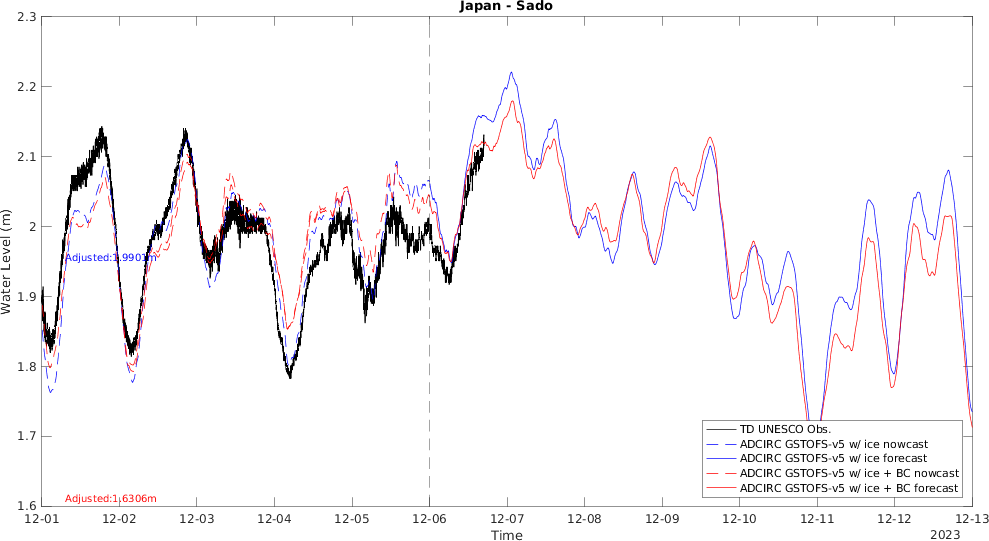 Japan - Sado
2.3
2.2
2.1
2
1.9
1.8
1.7
1.6
Water Level (m)
Adjusted:1.9901m
Adjusted:1.6306m
TD UNESCO Obs.
ADCIRC GSTOFS-v5 w/ ice nowcast
ADCIRC GSTOFS-v5 w/ ice forecast
ADCIRC GSTOFS-v5 w/ ice + BC nowcast
ADCIRC GSTOFS-v5 w/ ice + BC forecast
12-01 12-02 12-03 12-04 12-05 12-06 12-07 12-08 12-09 12-10 12-11 12-12 12-13
Time
2023